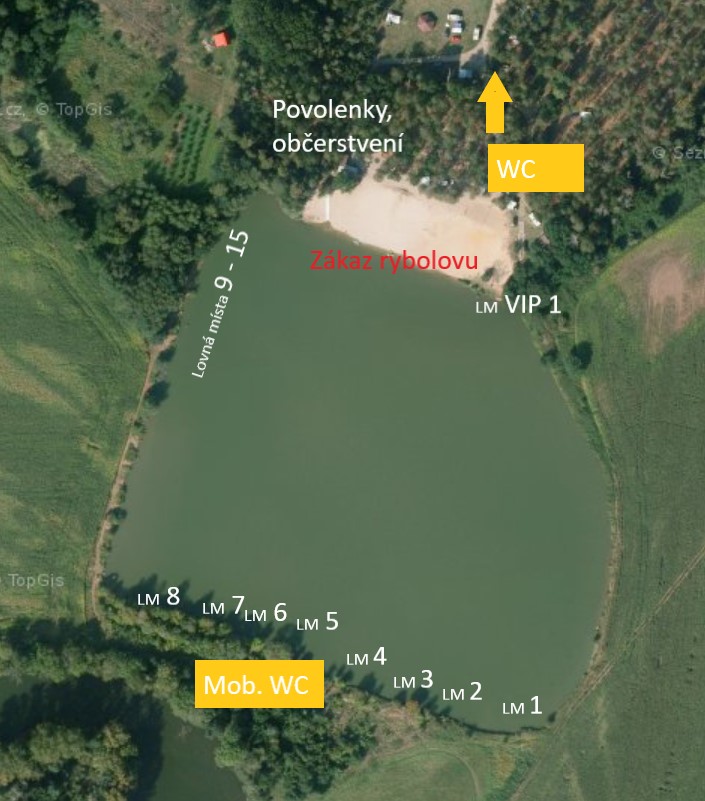 .cz, © TopGis
Povolenky,
občerstvení
WC
© Sez
Zákaz rybolovu
Lovná místa 9 - 15
LM VIP 1
TopGis
LM 8
LM 7
LM 6
LM 5
LM 4
LM 3
LM 2
LM 1
Mob. WC